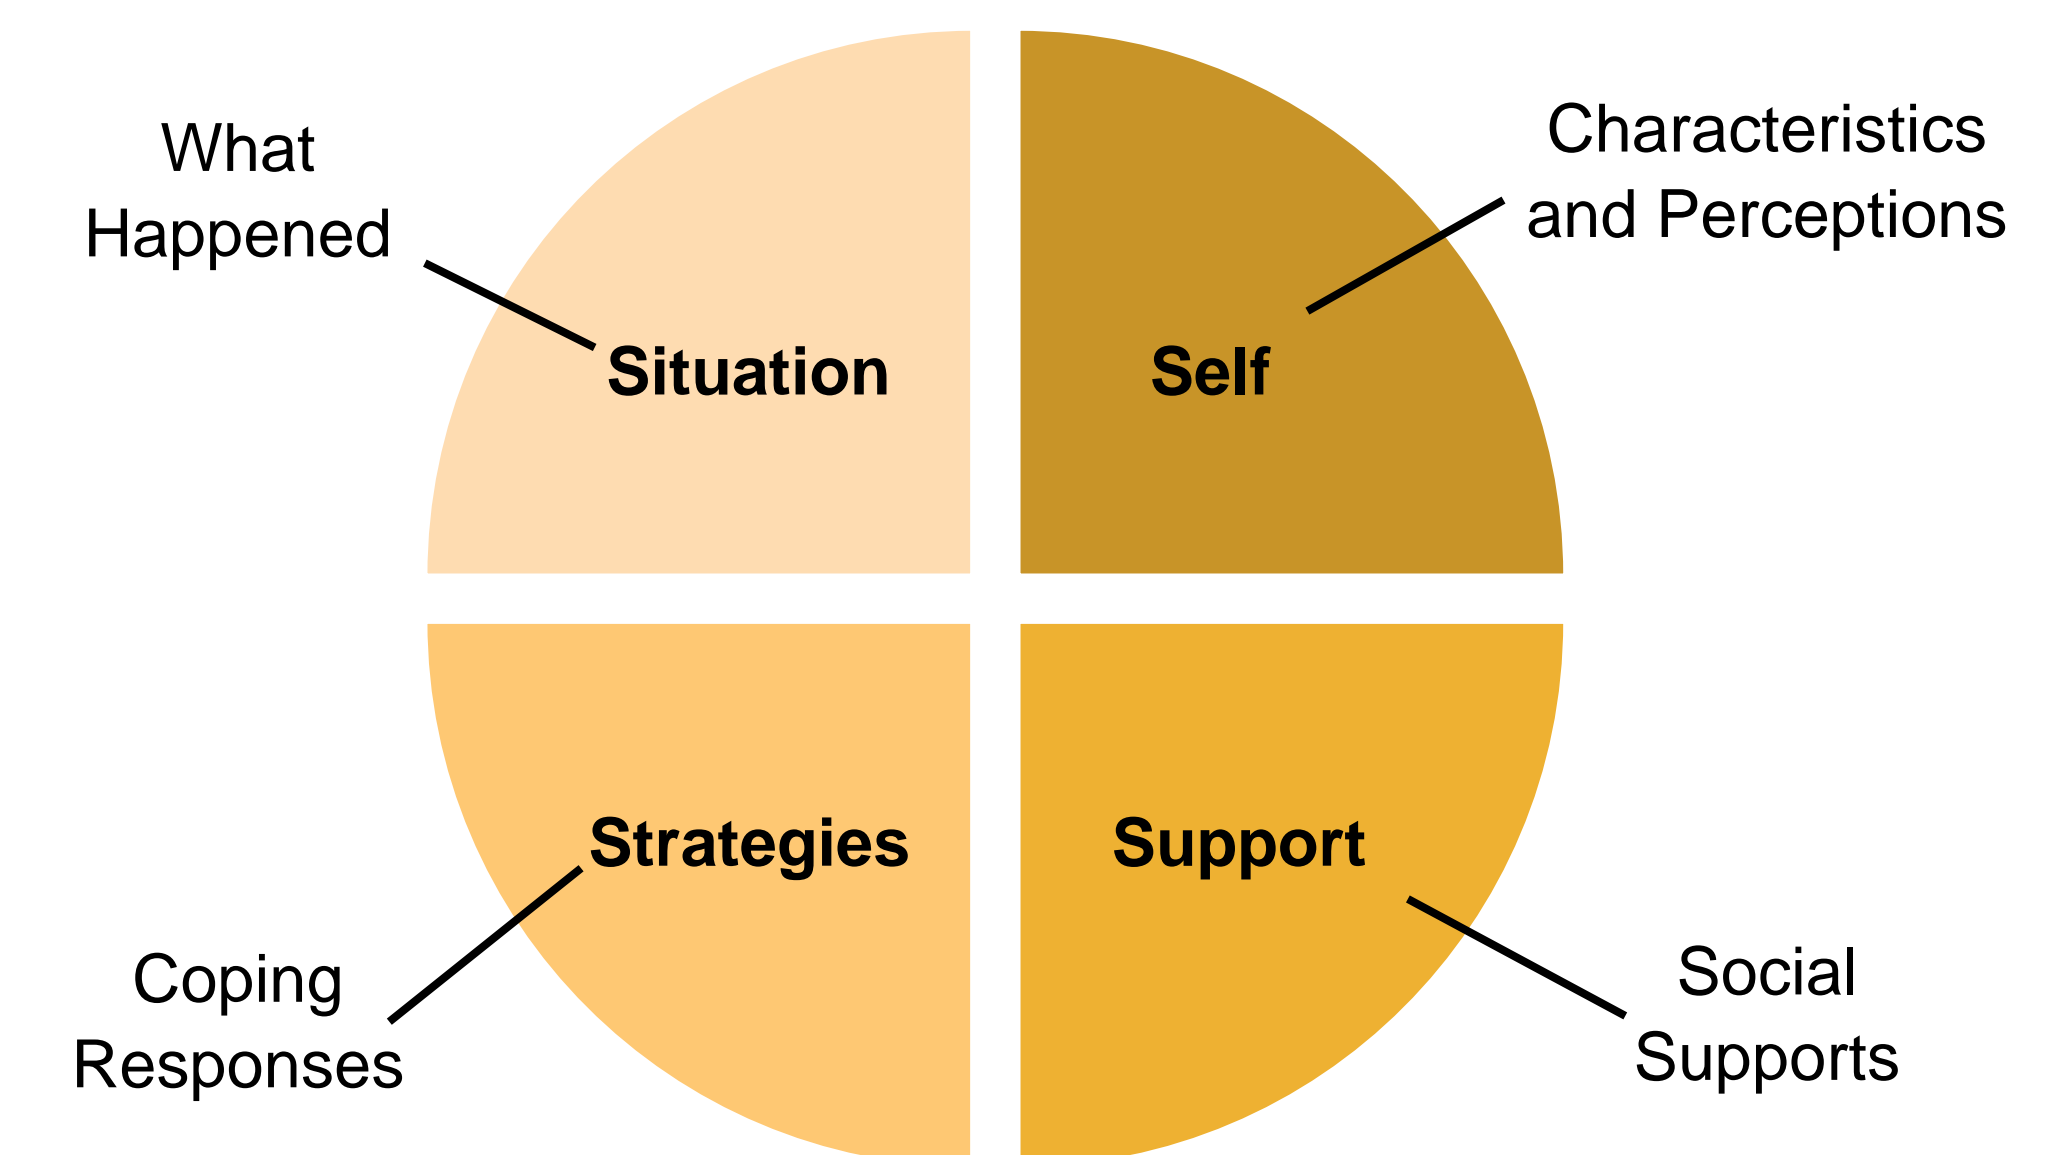 What
Happened
Situation
Characteristics
and Perceptions
Self
Strategies
Coping
Responses
Support
Social
Supports